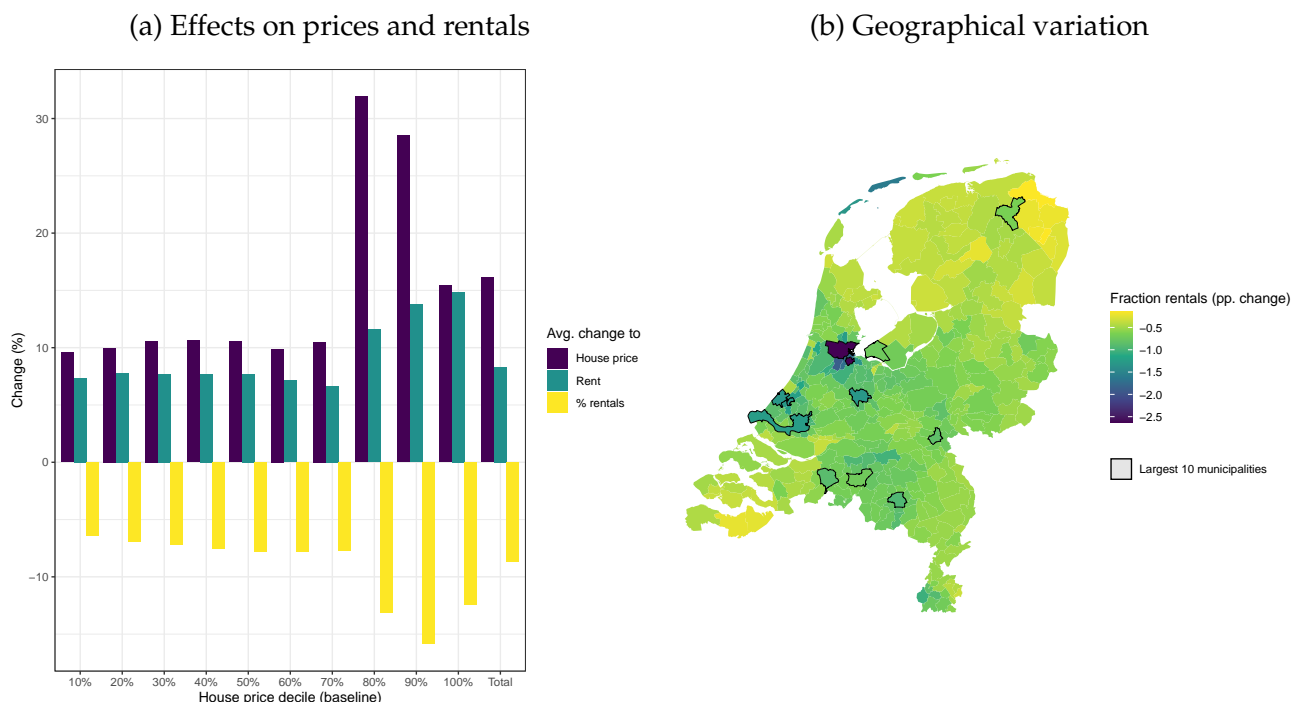 (a) Effects on prices and rentals
30
20
10
0
−10
Change (%)
10% 20% 30% 40% 50% 60% 70% 80% 90% 100% Total
House price decile (baseline)
Avg. change to
House price
Rent
% rentals
(b) Geographical variation
Fraction rentals (pp. change)
−0.5
−1.0
−1.5
−2.0
−2.5
Largest 10 municipalities